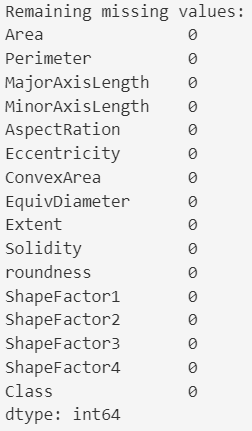 Remaining missing values:
Area 0
Perimeter 0
MajorAxisLength 0
MinorAxisLength 0
AspectRation 0
Eccentricity 0
ConvexArea 0
EquivDiameter 0
Extent 0
Solidity 0
roundness 0
ShapeFactor1 0
ShapeFactor2 0
ShapeFactor3 0
ShapeFactor4 0
Class 0
dtype: int64